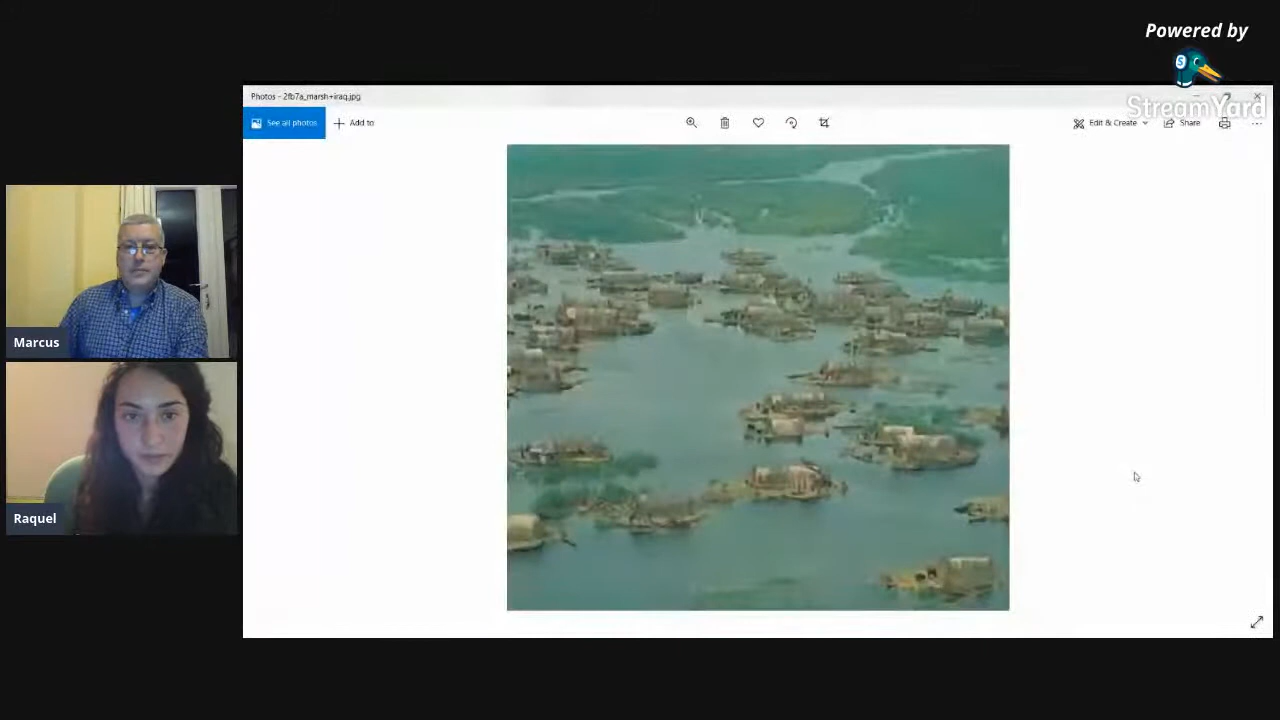 Powered by
StreamYard
Photos - 2fb7a_marsh+iraq.jpg
See all photos
Add to
Edit & Create
Share
Marcus
Raquel